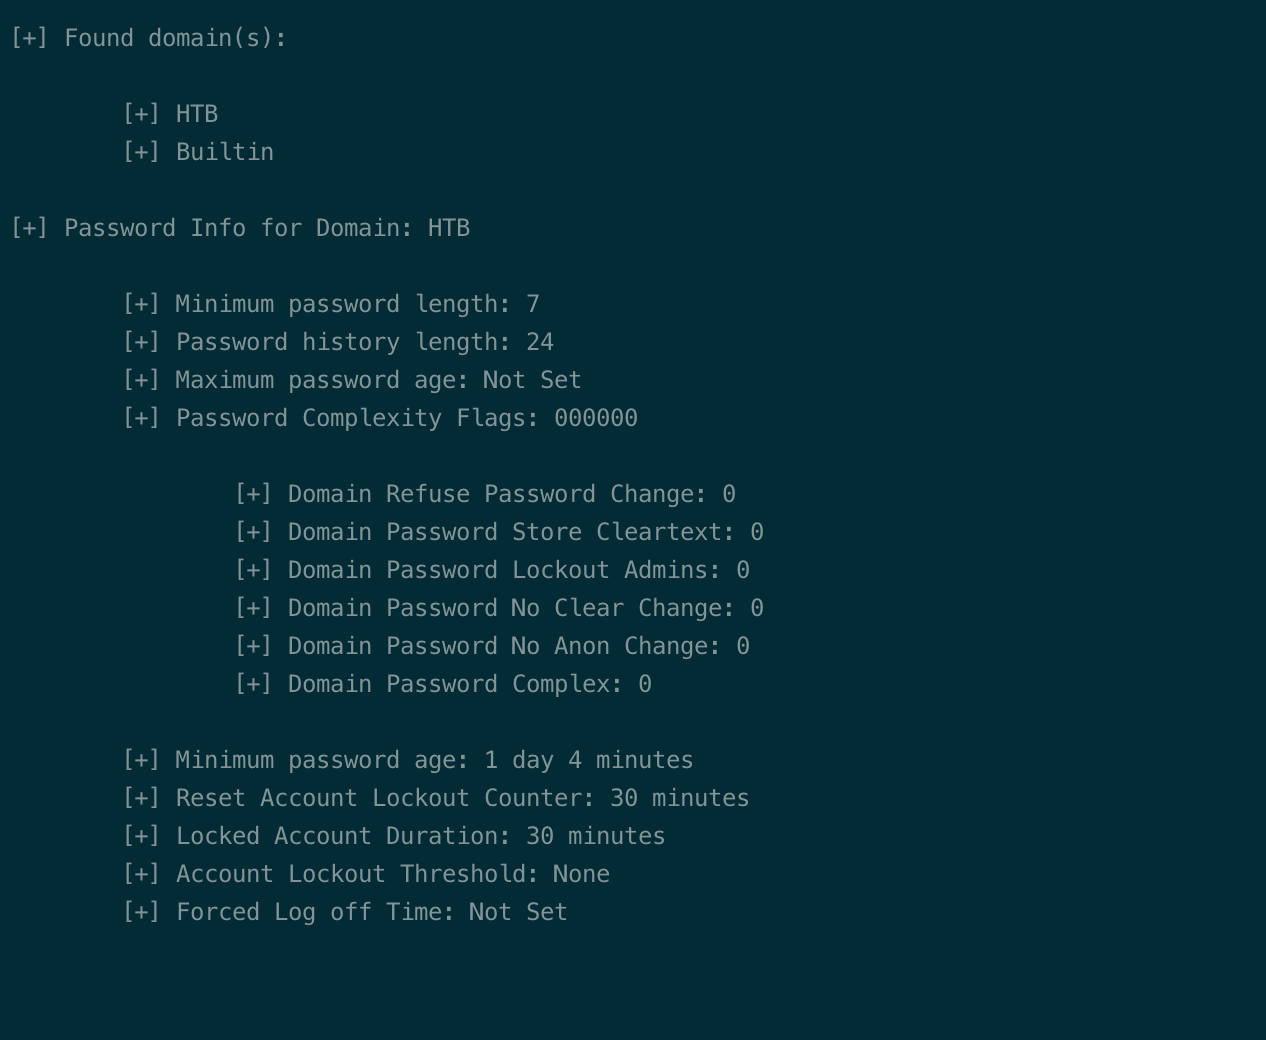 [+] Found domain(s):
[+] HTB
[+] Builtin
[+] Password Info for Domain: HTB
[+] Minimum password length: 7
[+] Password history length: 24
[+] Maximum password age: Not Set
[+] Password Complexity Flags: 000000
[+] Domain Refuse Password Change: 0
[+] Domain Password Store Cleartext: 0
[+] Domain Password Lockout Admins: 0
[+] Domain Password No Clear Change: 0
[+] Domain Password No Anon Change: 0
[+] Domain Password Complex: 0
[+] Minimum password age: 1 day 4 minutes
[+] Reset Account Lockout Counter: 30 minutes
[+] Locked Account Duration: 30 minutes
[+] Account Lockout Threshold: None
[+] Forced Log off Time: Not Set